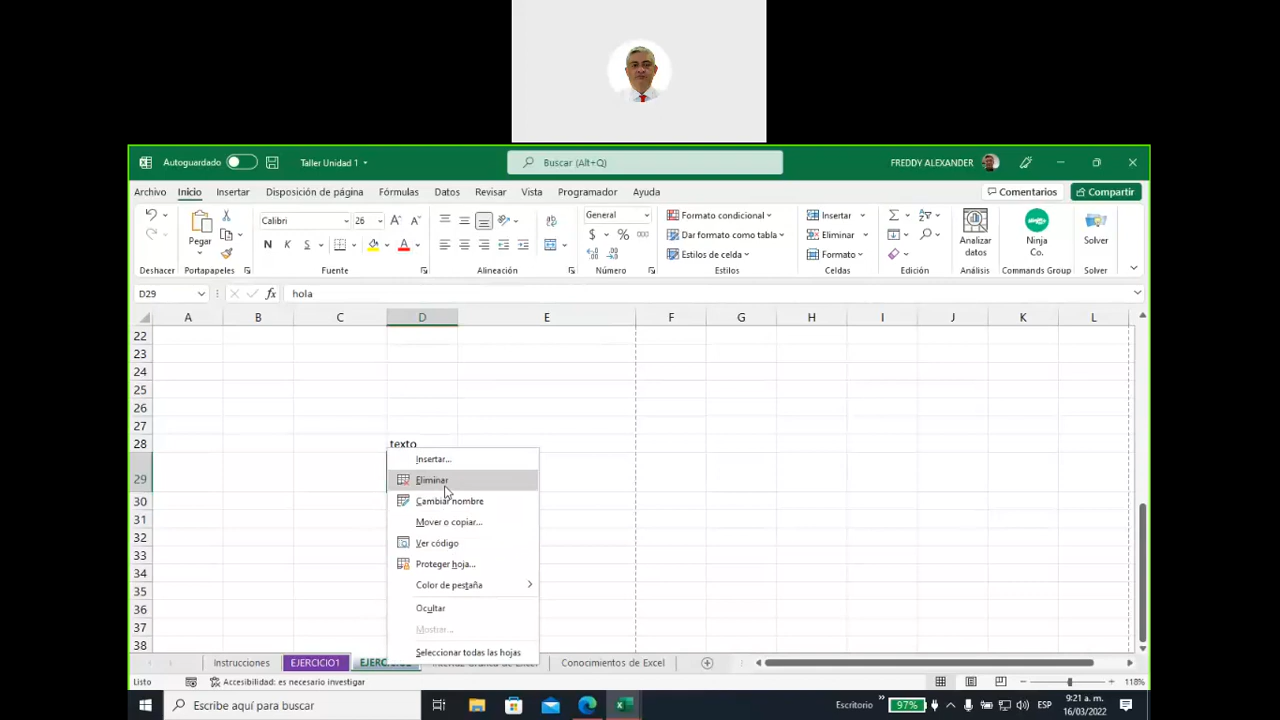 Autoguardado
Taller Unidad 1
Buscar (Alt+Q)
FREDDY ALEXANDER
Archivo Inicio Insertar Disposición de página Fórmulas Datos Revisar Vista Programador Ayuda
Comentarios
Compartir
Pegar
Calibri 26
N K S
General
$ % 000
Formato condicional
Dar formato como tabla
Estilos de celda
Insertar
Eliminar
Formato
Analizar datos
Ninja Co.
Solver
Deshacer Portapapeles Fuente Alineación Número Estilos Celdas Edición Análisis Commands Group Solver
D29 fx hola
A B C D E F G H I J K L
22
23
24
25
26
27
28 texto
29
30
31
32
33
34
35
36
37
38
Insertar...
Eliminar
Cambiar nombre
Mover o copiar...
Ver código
Proteger hoja...
Color de pestaña
Ocultar
Mostrar...
Seleccionar todas las hojas
Instrucciones EJERCICIO1 Conocimientos de Excel
Listo Accesibilidad: es necesario investigar 118%
Escribe aquí para buscar
Escritorio 97% ESP
9:21 a. m.
16/03/2022